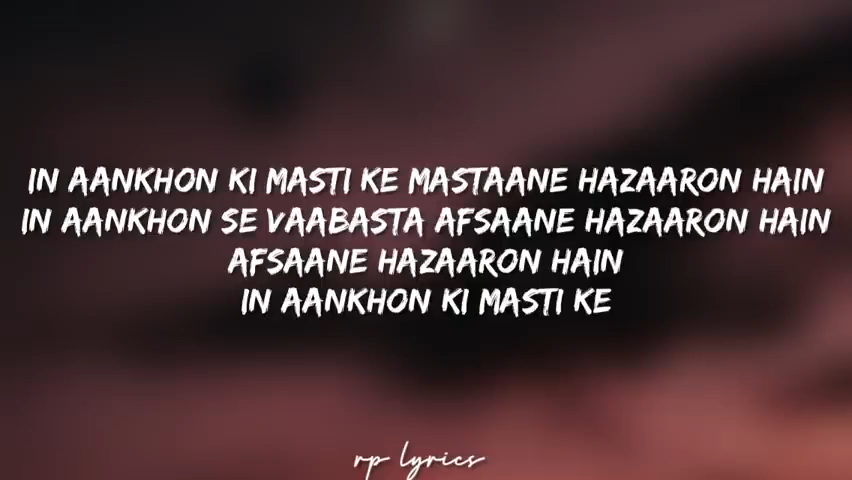 IN AANKHON KI MASTI KE MASTAANE HAZAARON HAIN
IN AANKHON SE VAABASTA AFSAANE HAZAARON HAIN
AFSAANE HAZAARON HAIN
IN AANKHON KI MASTI KE
rp lyrics